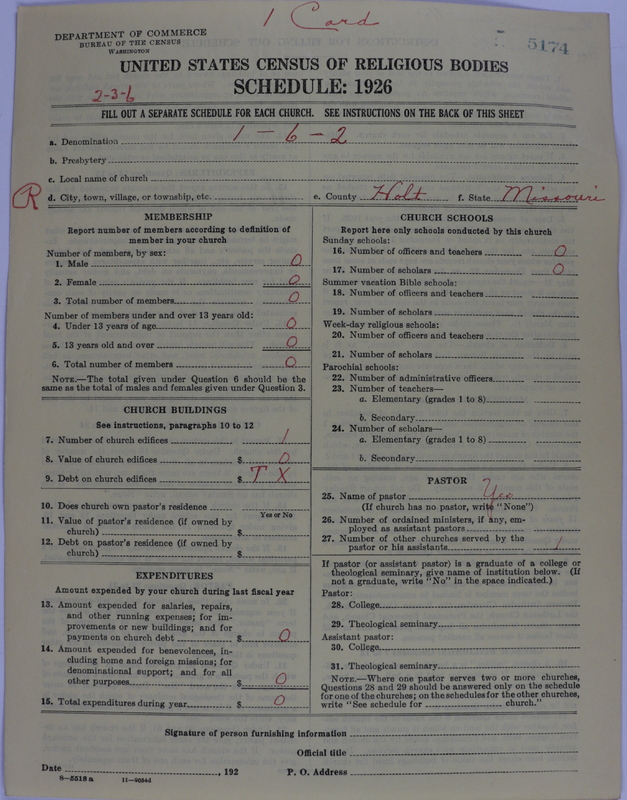 1 Card
DEPARTMENT OF COMMERCE
BUREAU OF THE CENSUS
WASHINGTON
5174
UNITED STATES CENSUS OF RELIGIOUS BODIES
SCHEDULE: 1926
2-3-6
FILL OUT A SEPARATE SCHEDULE FOR EACH CHURCH. SEE INSTRUCTIONS ON THE BACK OF THIS SHEET
a. Denomination 1-6-2
b. Presbytery
c. Local name of church
R d. City, town, village, or township, etc. e. County Holt f. State Missouri
MEMBERSHIP
Report number of members according to definition of
member in your church
Number of members, by sex:
1. Male 0
2. Female 0
3. Total number of members 0
Number of members under and over 13 years old:
4. Under 13 years of age 0
5. 13 years old and over 0
6. Total number of members 0
NOTE.—The total given under Question 6 should be the
same as the total of males and females given under Question 3.
CHURCH BUILDINGS
See instructions, paragraphs 10 to 12
7. Number of church edifices 1
8. Value of church edifices $ 0
9. Debt on church edifices $ T X
10. Does church own pastor's residence
Yes or No
11. Value of pastor's residence (if owned by
church) $
12. Debt on pastor's residence (if owned by
church) $
EXPENDITURES
Amount expended by your church during last fiscal year
13. Amount expended for salaries, repairs,
and other running expenses; for im-
provements or new buildings; and for
payments on church debt $ 0
14. Amount expended for benevolences, in-
cluding home and foreign missions; for
denominational support; and for all
other purposes $ 0
15. Total expenditures during year $ 0
CHURCH SCHOOLS
Report here only schools conducted by this church
Sunday schools:
16. Number of officers and teachers 0
17. Number of scholars 0
Summer vacation Bible schools:
18. Number of officers and teachers
19. Number of scholars
Week-day religious schools:
20. Number of officers and teachers
21. Number of scholars
Parochial schools:
22. Number of administrative officers
23. Number of teachers—
a. Elementary (grades 1 to 8)
b. Secondary
24. Number of scholars—
a. Elementary (grades 1 to 8)
b. Secondary
PASTOR
25. Name of pastor Yes
(If church has no pastor, write "None")
26. Number of ordained ministers, if any, em-
ployed as assistant pastors
27. Number of other churches served by the
pastor or his assistants 1
If pastor (or assistant pastor) is a graduate of a college or
theological seminary, give name of institution below. (If
not a graduate, write "No" in the space indicated.)
Pastor:
28. College
29. Theological seminary
Assistant pastor:
30. College
31. Theological seminary
NOTE.—Where one pastor serves two or more churches,
Questions 28 and 29 should be answered only on the schedule
for one of the churches; on the schedules for the other churches,
write "See schedule for church."
Signature of person furnishing information
Official title
Date , 192 P. O. Address
8-5518 a